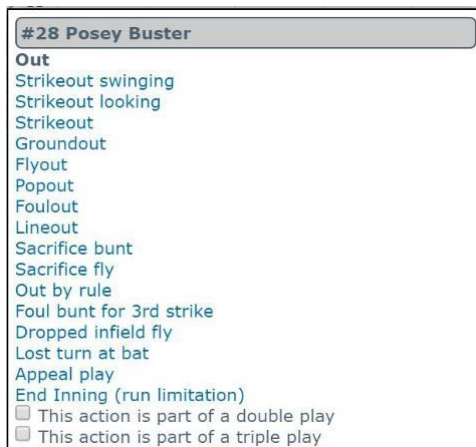 #28 Posey Buster
Out
Strikeout swinging
Strikeout looking
Strikeout
Groundout
Flyout
Popout
Foulout
Lineout
Sacrifice bunt
Sacrifice fly
Out by rule
Foul bunt for 3rd strike
Dropped infield fly
Lost turn at bat
Appeal play
End Inning (run limitation)
This action is part of a double play
This action is part of a triple play